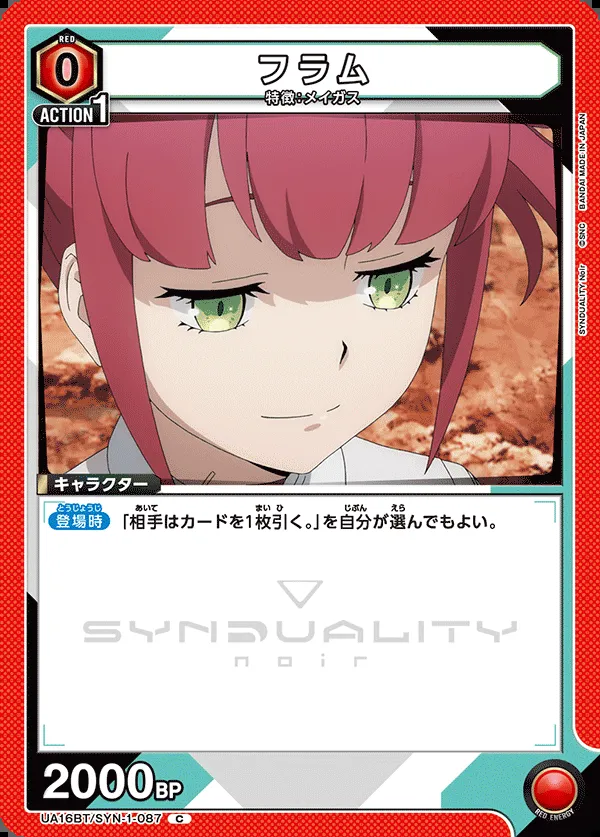 RED
0
フラム
特徴:メイガス
ACTION 1
SYNDUALITY Noir ©SNC BANDAI MADE IN JAPAN
キャラクター
とうじょうじ あいて まい ひ じぶん えら
登場時 「相手はカードを1枚引く。」を自分が選んでもよい。
SYNDUALITY
noir
2000BP
RED ENERGY
UA16BT/SYN-1-087 C